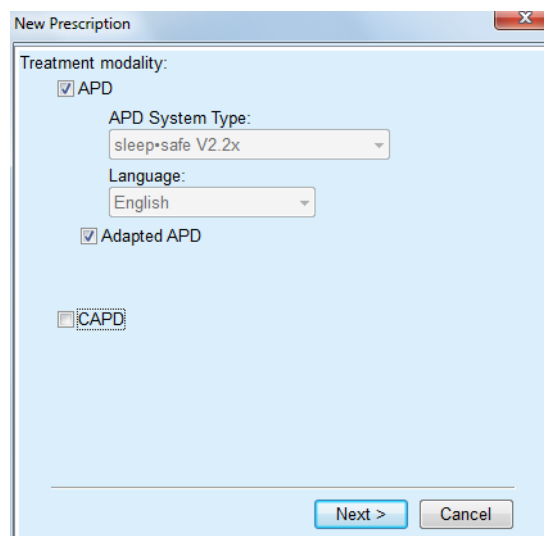 New Prescription
Treatment modality:
APD
APD System Type:
sleep•safe V2.2x
Language:
English
Adapted APD
CAPD
Next >
Cancel